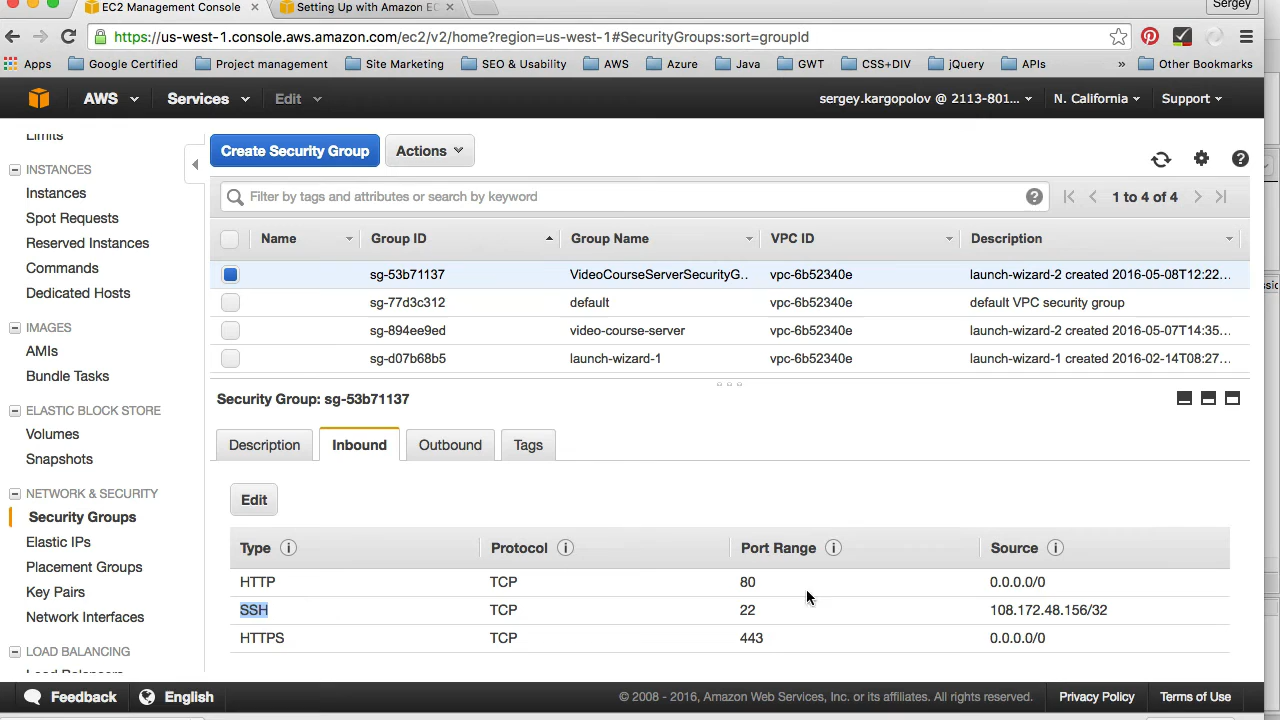 EC2 Management Console
Setting Up with Amazon EC
Sergey
https://us-west-1.console.aws.amazon.com/ec2/v2/home?region=us-west-1#SecurityGroups:sort=groupId
Apps Google Certified Project management Site Marketing SEO & Usability AWS Azure Java GWT CSS+DIV jQuery APIs » Other Bookmarks
AWS Services Edit sergey.kargopolov @ 2113-801... N. California Support
Limits
INSTANCES
Instances
Spot Requests
Reserved Instances
Commands
Dedicated Hosts
IMAGES
AMIs
Bundle Tasks
ELASTIC BLOCK STORE
Volumes
Snapshots
NETWORK & SECURITY
Security Groups
Elastic IPs
Placement Groups
Key Pairs
Network Interfaces
LOAD BALANCING
Create Security Group Actions
Filter by tags and attributes or search by keyword 1 to 4 of 4
Name Group ID Group Name VPC ID Description
sg-53b71137 VideoCourseServerSecurityG.. vpc-6b52340e launch-wizard-2 created 2016-05-08T12:22...
sg-77d3c312 default vpc-6b52340e default VPC security group
sg-894ee9ed video-course-server vpc-6b52340e launch-wizard-2 created 2016-05-07T14:35...
sg-d07b68b5 launch-wizard-1 vpc-6b52340e launch-wizard-1 created 2016-02-14T08:27...
Security Group: sg-53b71137
Description Inbound Outbound Tags
Edit
Type Protocol Port Range Source
HTTP TCP 80 0.0.0.0/0
SSH TCP 22 108.172.48.156/32
HTTPS TCP 443 0.0.0.0/0
Feedback English © 2008 - 2016, Amazon Web Services, Inc. or its affiliates. All rights reserved. Privacy Policy Terms of Use